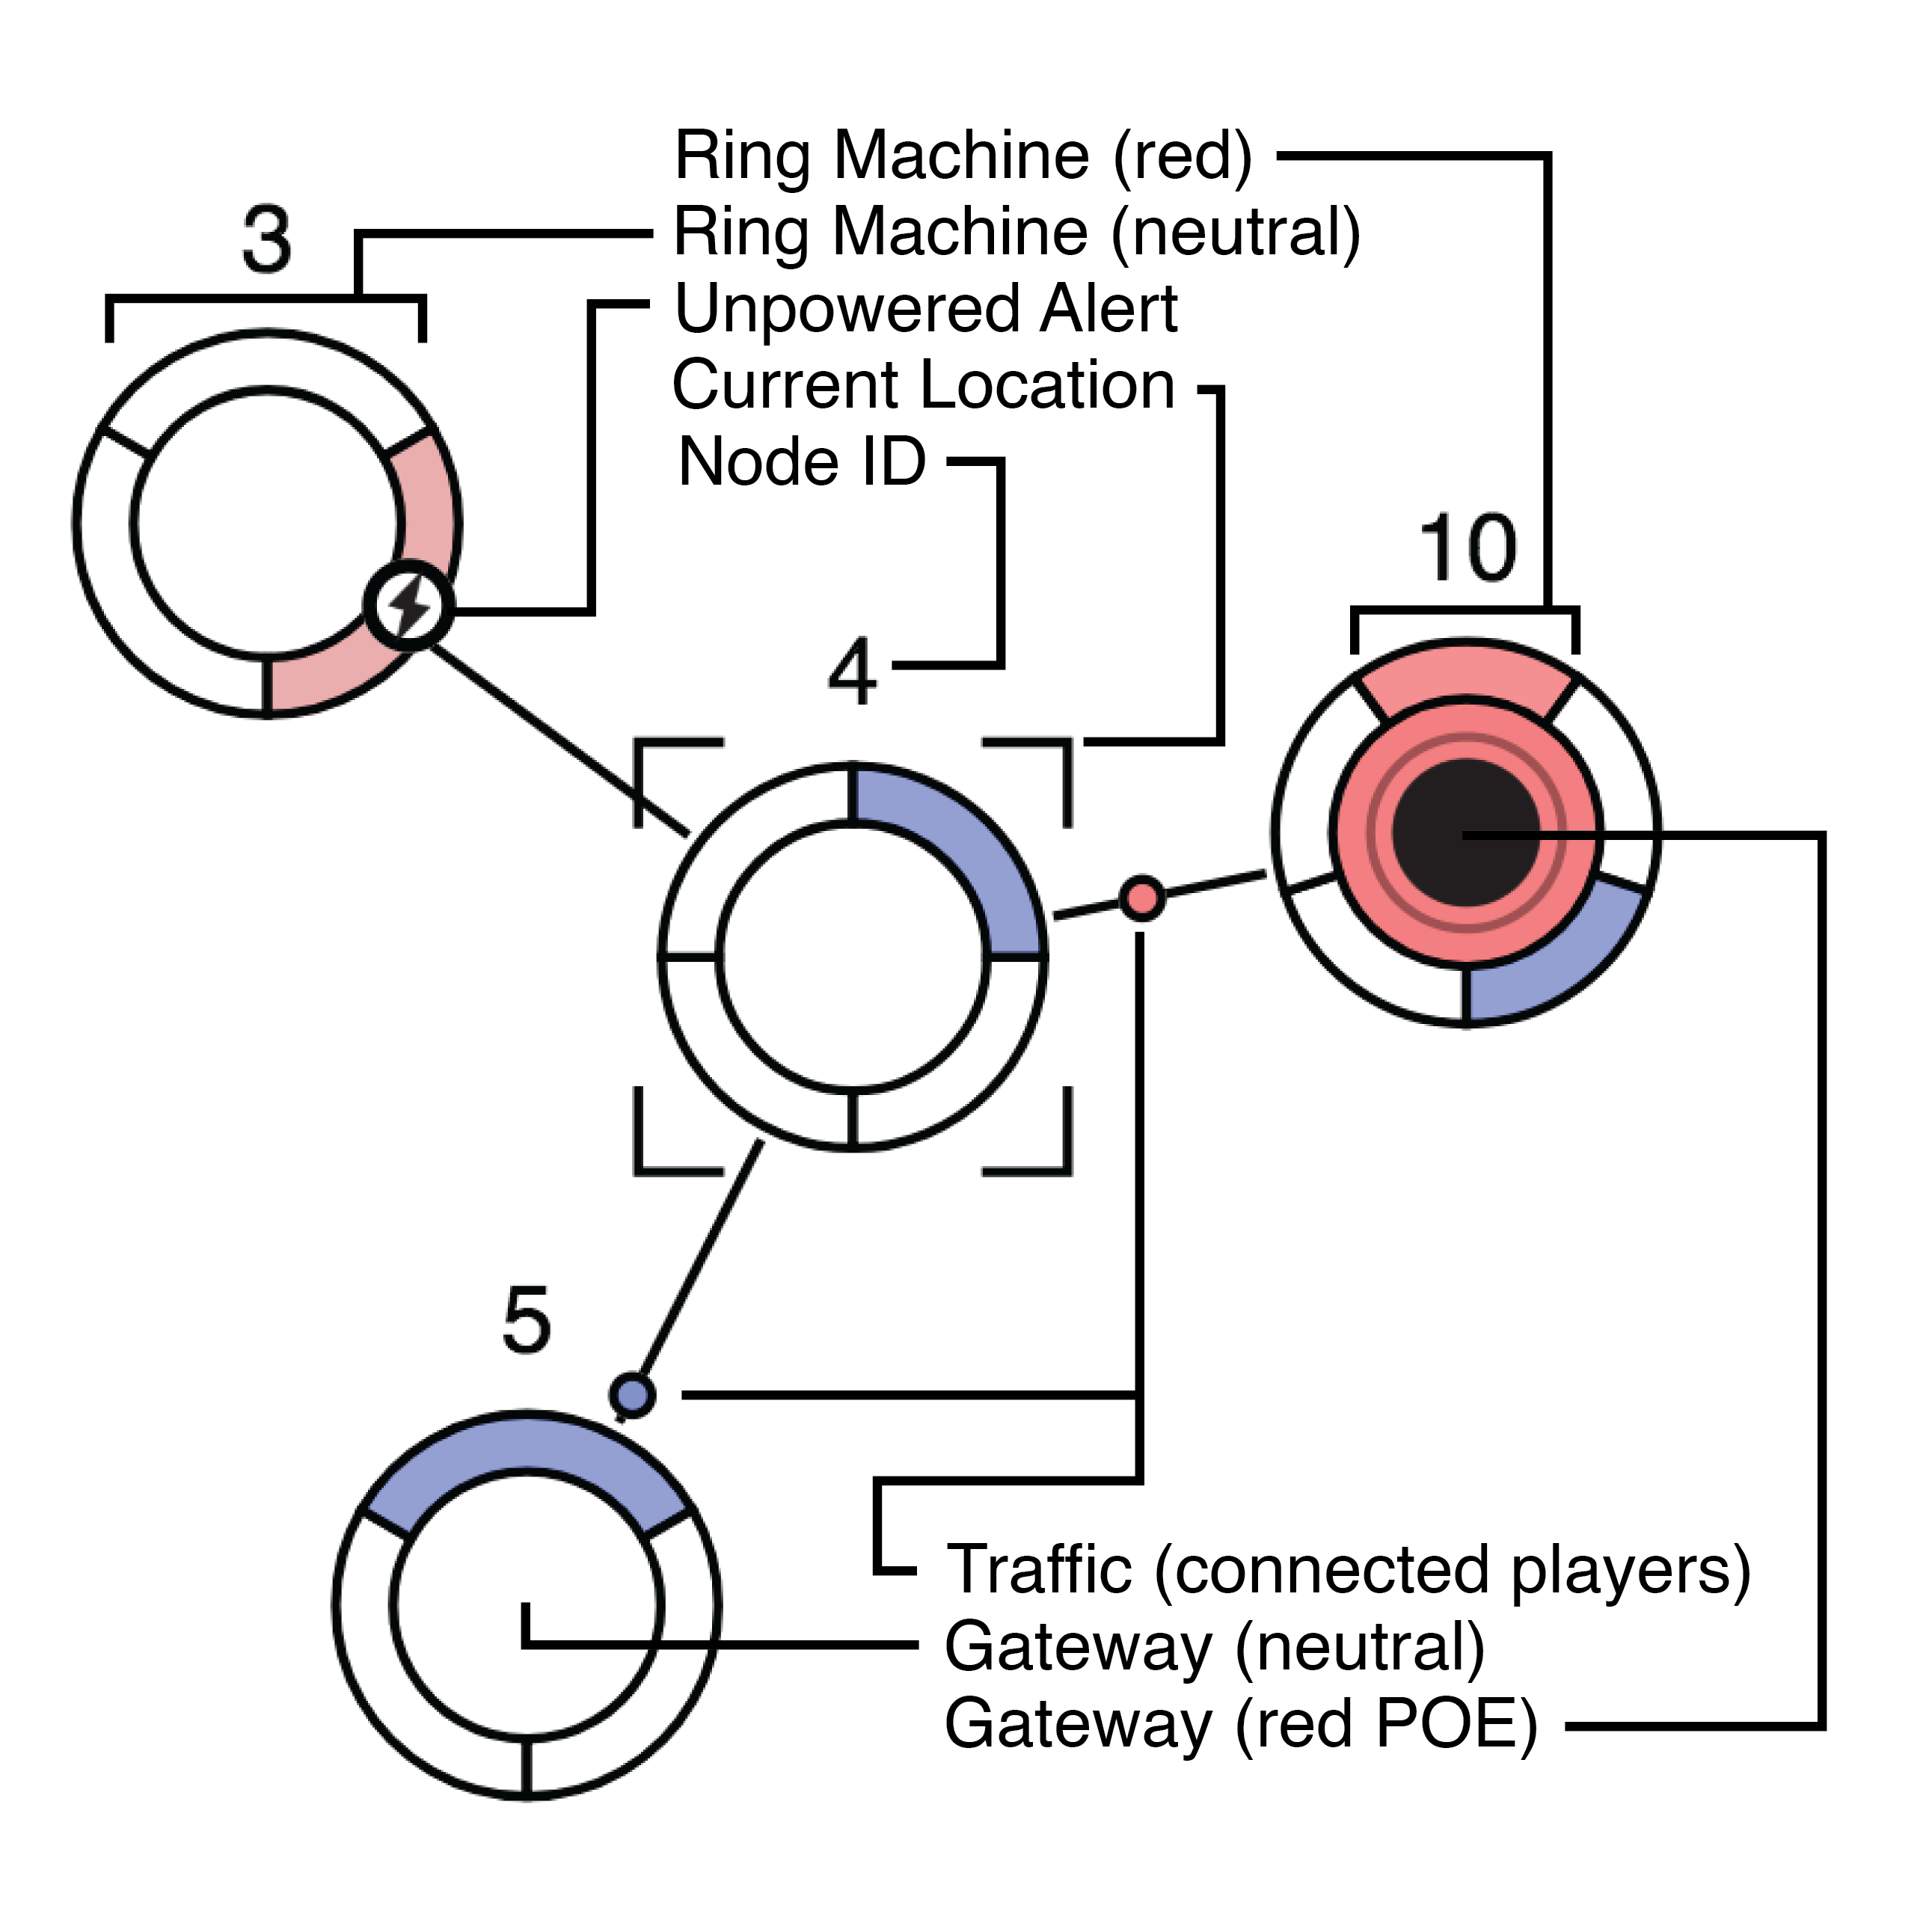 Ring Machine (red)
3
Ring Machine (neutral)
Unpowered Alert
Current Location
Node ID
10
4
5
Traffic (connected players)
Gateway (neutral)
Gateway (red POE)